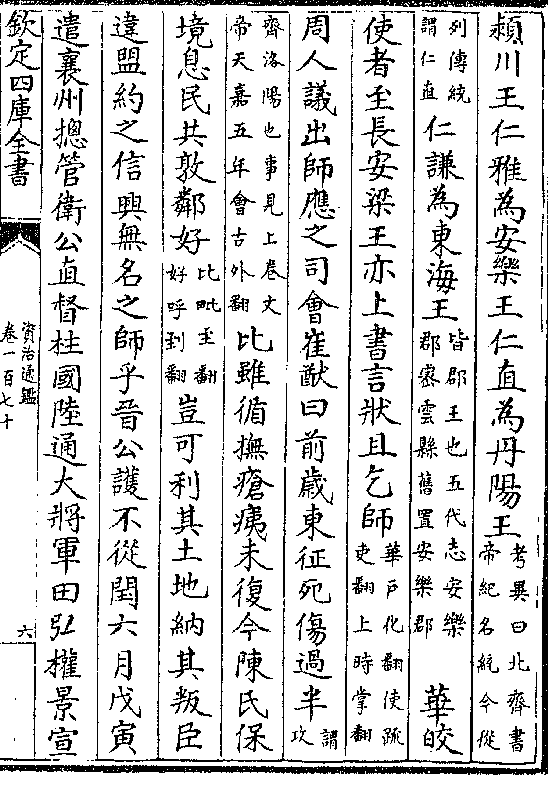 潁川王仁雅為安樂王仁直為丹陽王考異曰北齊書帝紀名統今從
列傳統謂仁直仁謙為東海王皆郡王也五代志安樂郡密雲縣舊置安樂郡華皎
使者至長安梁王亦上書言狀且乞師華戶化翻使疏吏翻上時掌翻
周人議出師應之司會崔猷曰前歲東征死傷過半謂攻
齊洛陽也事見上卷文帝天嘉五年會古外翻比雖循撫瘡痍未復今陳氏保
境息民共敦鄰好比毗至翻好呼到翻豈可利其土地納其叛臣
違盟約之信興無名之師乎晉公護不從閏六月戊寅
遣襄州摠管衛公直督柱國陸通大將軍田弘權景宣
欽定四庫全書
資治通鑑
卷一百七十
六